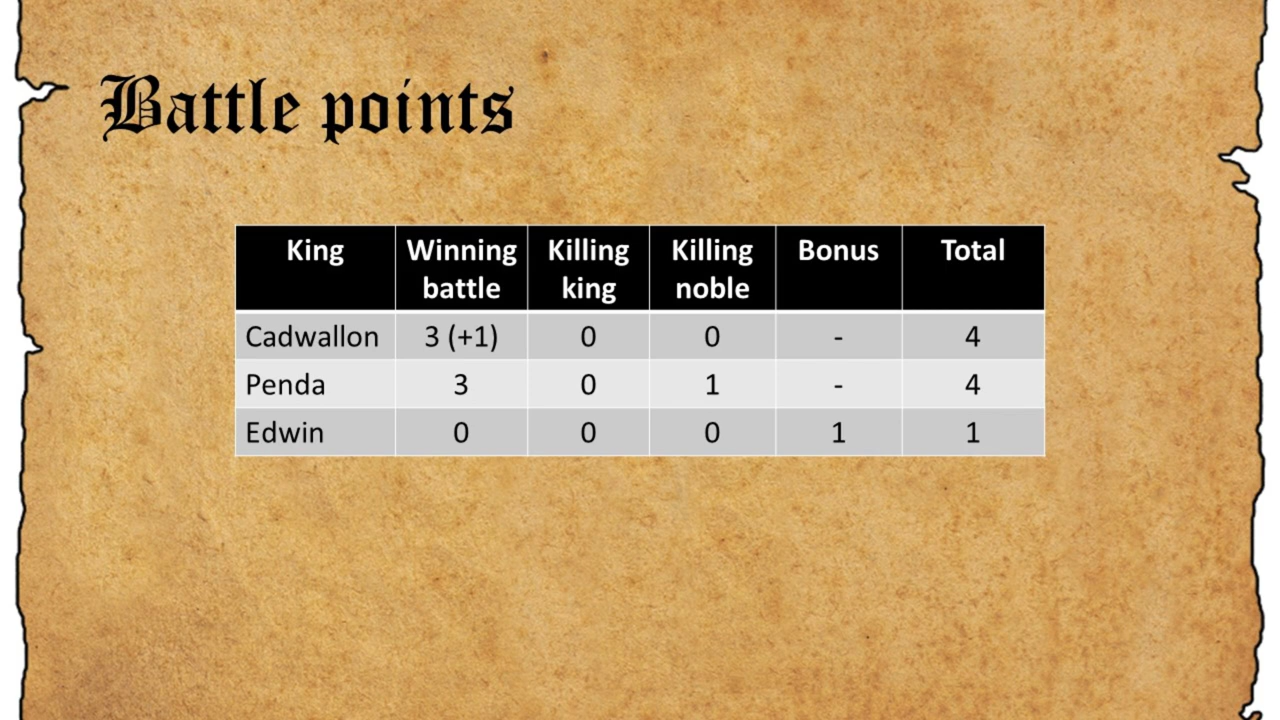 Battle points
King Winning battle Killing king Killing noble Bonus Total
Cadwallon 3 (+1) 0 0 - 4
Penda 3 0 1 - 4
Edwin 0 0 0 1 1